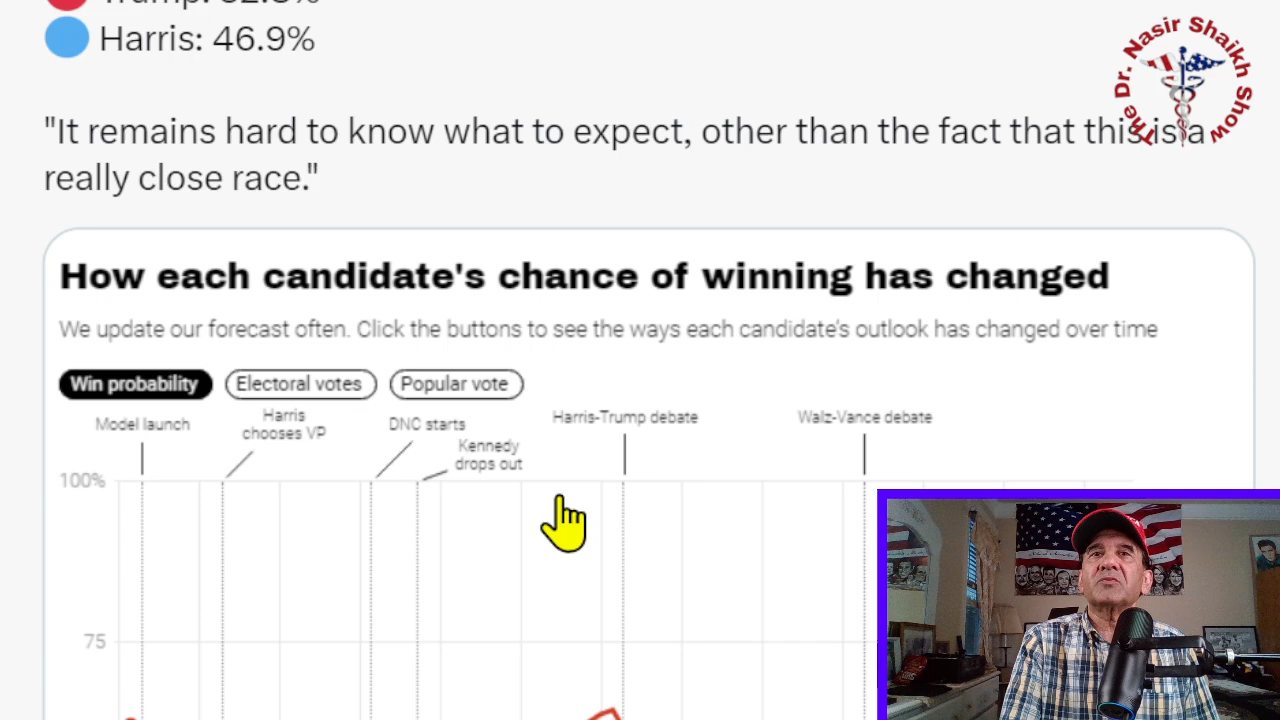 Harris: 46.9%
The Dr. Nasir Shaikh Show
"It remains hard to know what to expect, other than the fact that this is a
really close race."
How each candidate's chance of winning has changed
We update our forecast often. Click the buttons to see the ways each candidate's outlook has changed over time
Win probability
Electoral votes
Popular vote
Model launch
Harris
chooses VP
DNC starts
Kennedy
drops out
Harris-Trump debate
Walz-Vance debate
100%
75